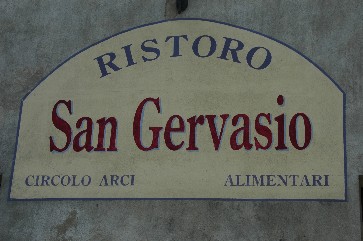 RISTORO
San Gervasio
CIRCOLO ARCI ALIMENTARI